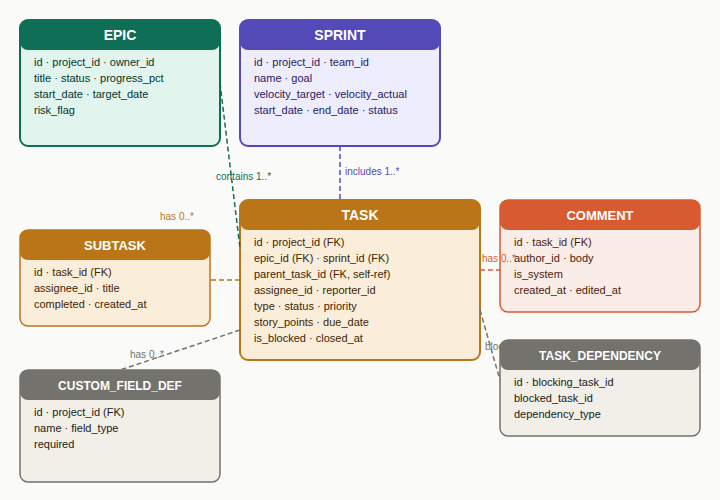 EPIC
id · project_id · owner_id
title · status · progress_pct
start_date · target_date
risk_flag
SPRINT
id · project_id · team_id
name · goal
velocity_target · velocity_actual
start_date · end_date · status
contains 1..*
includes 1..*
has 0..*
SUBTASK
id · task_id (FK)
assignee_id · title
completed · created_at
TASK
id · project_id (FK)
epic_id (FK) · sprint_id (FK)
parent_task_id (FK, self-ref)
assignee_id · reporter_id
type · status · priority
story_points · due_date
is_blocked · closed_at
has 0..*
COMMENT
id · task_id (FK)
author_id · body
is_system
created_at · edited_at
has 0..*
CUSTOM_FIELD_DEF
id · project_id (FK)
name · field_type
required
TASK_DEPENDENCY
id · blocking_task_id
blocked_task_id
dependency_type